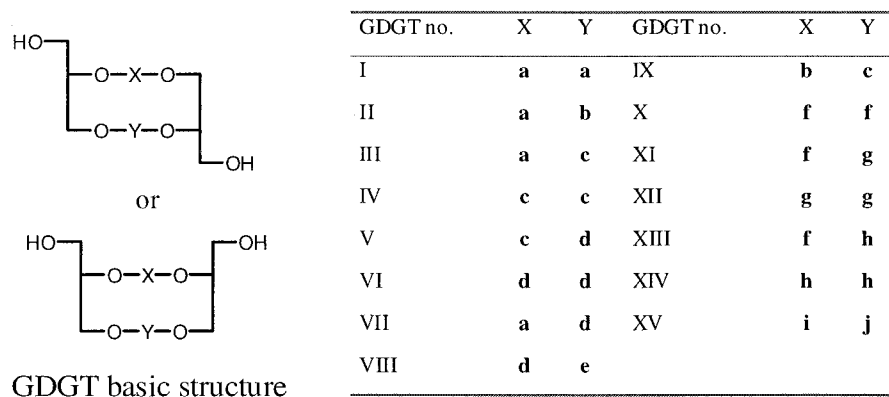 HO
O-X-O
O-Y-O
OH
or
HO OH
O-X-O
O-Y-O
GDGT basic structure
GDGT no. X Y GDGT no. X Y
I a a IX b c
II a b X f f
III a c XI f g
IV c c XII g g
V c d XIII f h
VI d d XIV h h
VII a d XV i j
VIII d e